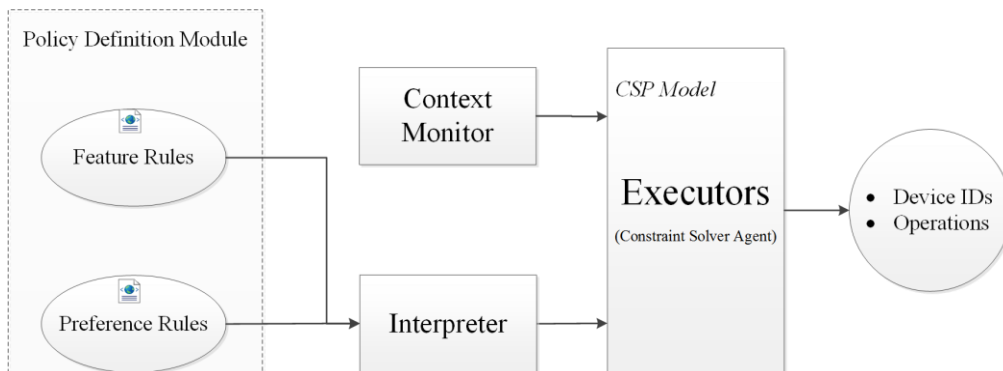 Policy Definition Module
Feature Rules
Preference Rules
Context
Monitor
Interpreter
CSP Model
Executors
(Constraint Solver Agent)
• Device IDs
• Operations